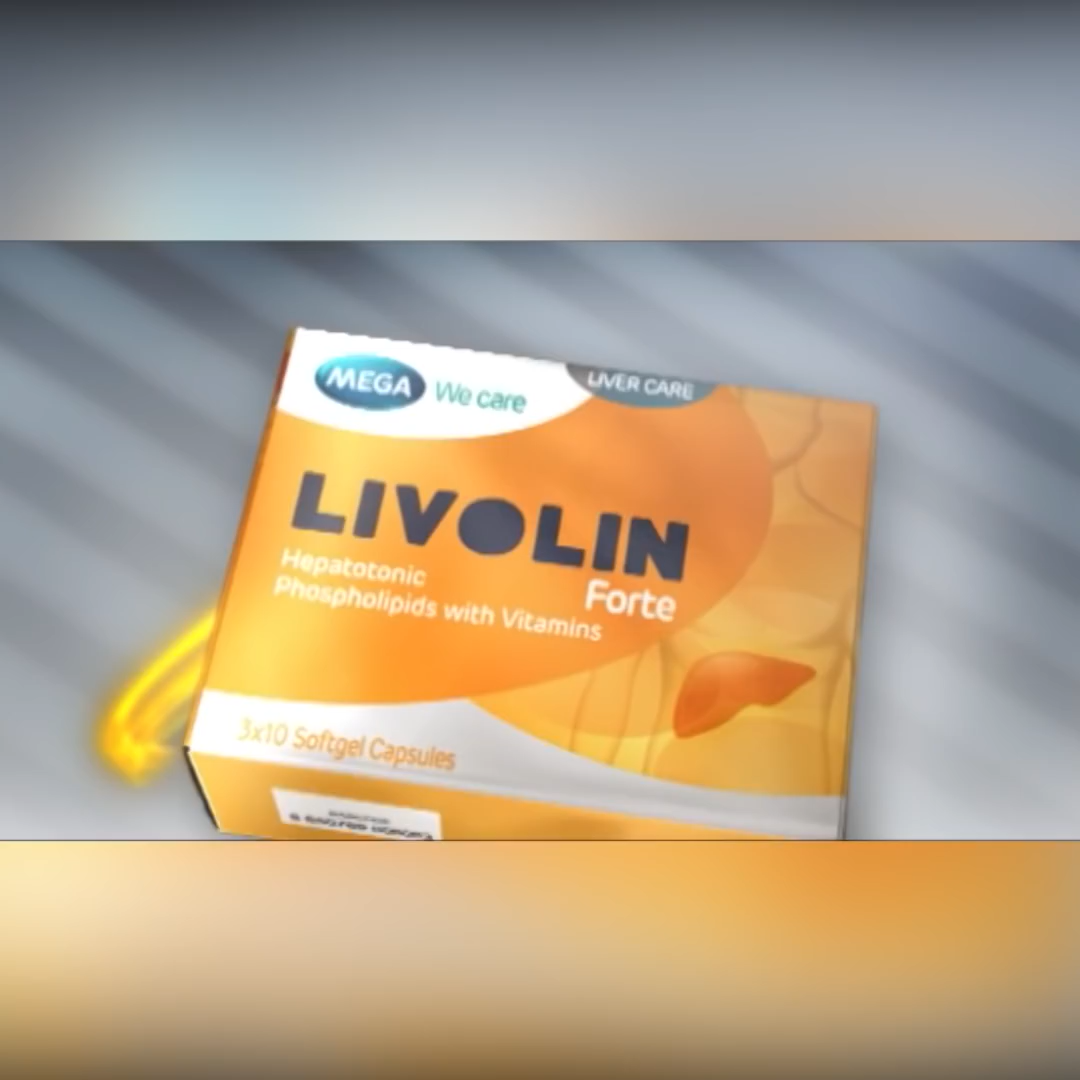 MEGA We care
LIVER CARE
LIVOLIN
Forte
Hepatotonic
Phospholipids with Vitamins
3x10 Softgel Capsules